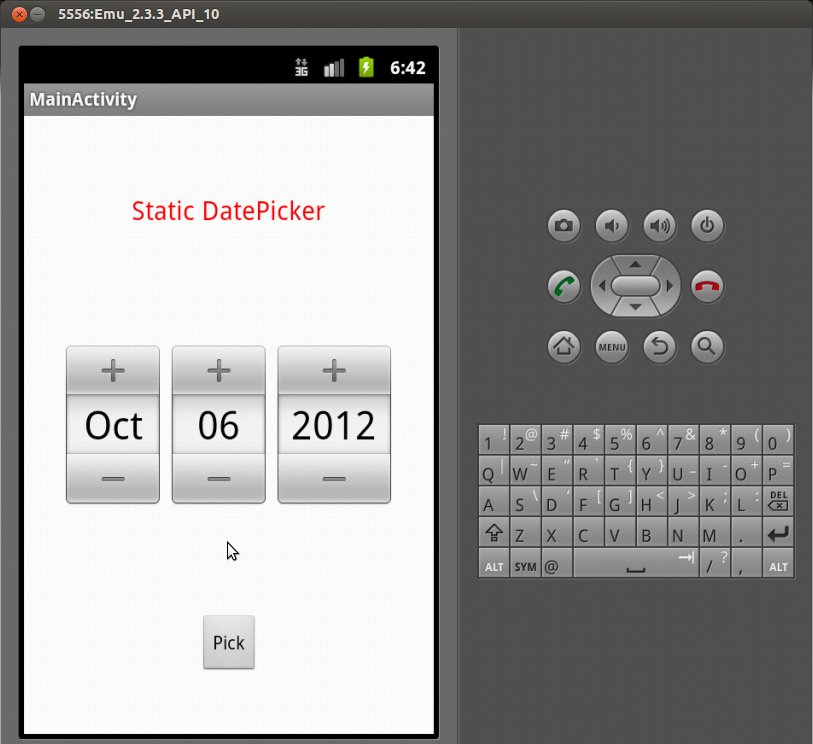 5556:Emu_2.3.3_API_10
3G 6:42
MainActivity
Static DatePicker
+ + +
Oct 06 2012
− − −
Pick
MENU
1 ! 2 @ 3 # 4 $ 5 % 6 ^ 7 & 8 * 9 ( 0 )
Q | W ~ E " R ` T { Y } U _ I - O + P =
A S \ D ' F [ G ] H < J > K ; L : DEL
Z X C V B N M .
ALT SYM @ / ? , ALT